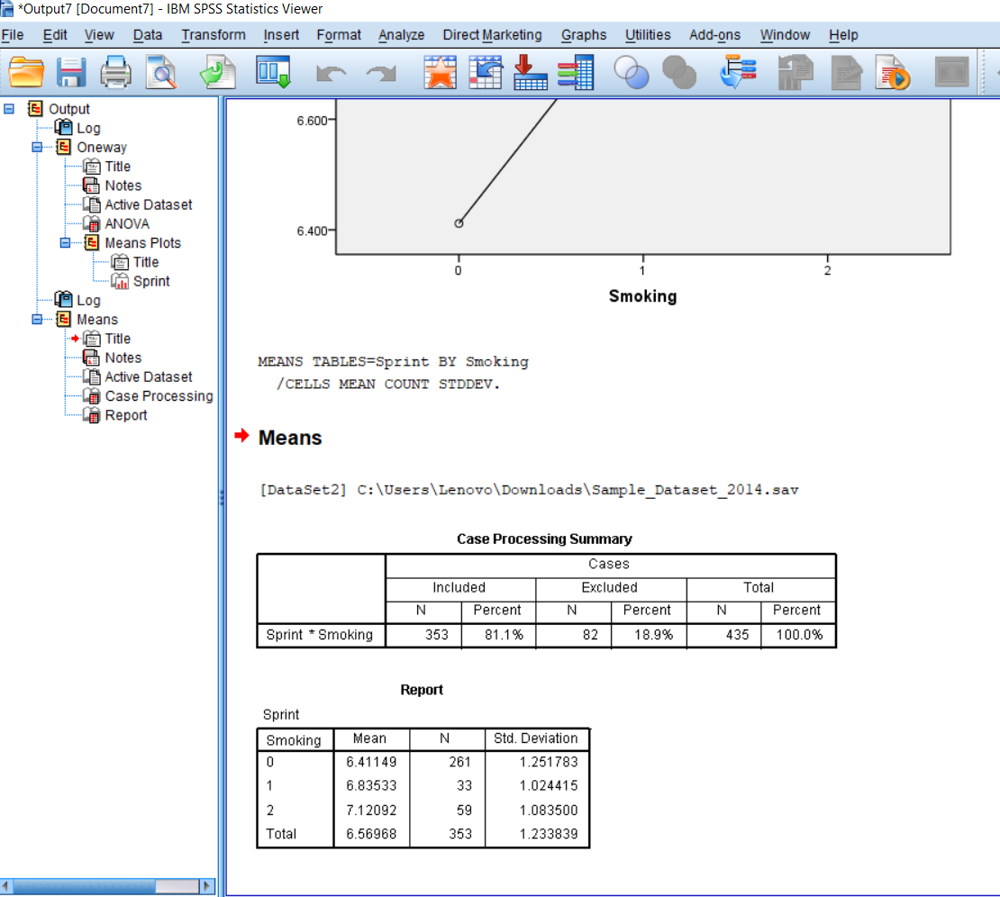 *Output7 [Document7] - IBM SPSS Statistics Viewer
File Edit View Data Transform Insert Format Analyze Direct Marketing Graphs Utilities Add-ons Window Help
Output
Log
Oneway
Title
Notes
Active Dataset
ANOVA
Means Plots
Title
Sprint
Log
Means
Title
Notes
Active Dataset
Case Processing
Report
6.600
6.400
0 1 2
Smoking
MEANS TABLES=Sprint BY Smoking
/CELLS MEAN COUNT STDDEV.
Means
[DataSet2] C:\Users\Lenovo\Downloads\Sample_Dataset_2014.sav
Case Processing Summary
Cases
Included Excluded Total
N Percent N Percent N Percent
Sprint * Smoking 353 81.1% 82 18.9% 435 100.0%
Report
Sprint
Smoking Mean N Std. Deviation
0 6.41149 261 1.251783
1 6.83533 33 1.024415
2 7.12092 59 1.083500
Total 6.56968 353 1.233839